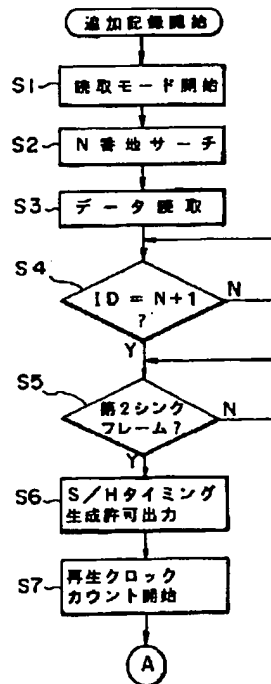 追加記録開始
S1
読取モード開始
S2
N番地サーチ
S3
データ読取
S4
ID=N+1
?
N
Y
S5
第2シンク
フレーム?
N
Y
S6
S/Hタイミング
生成許可出力
S7
再生クロック
カウント開始
A